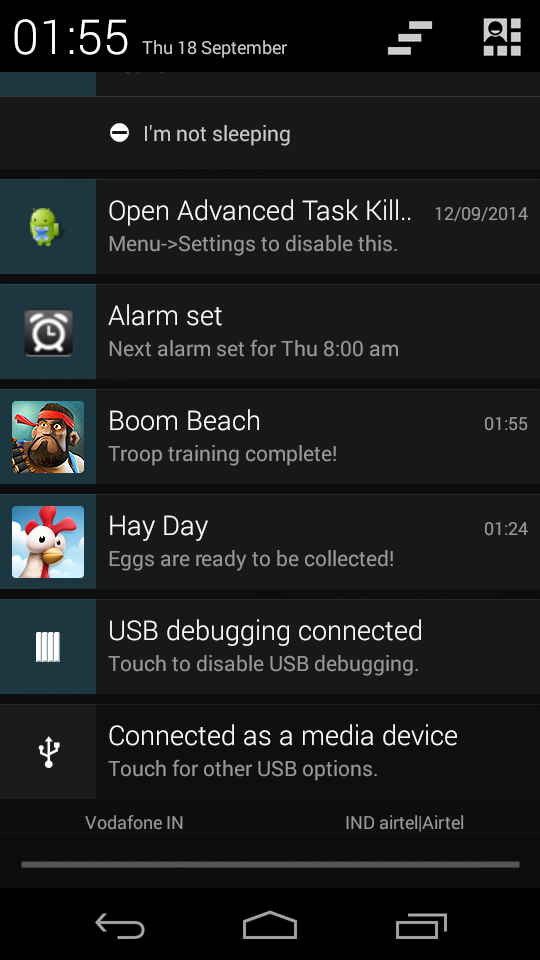 01:55 Thu 18 September
I'm not sleeping
Open Advanced Task Kill.. 12/09/2014
Menu->Settings to disable this.
Alarm set
Next alarm set for Thu 8:00 am
Boom Beach 01:55
Troop training complete!
Hay Day 01:24
Eggs are ready to be collected!
USB debugging connected
Touch to disable USB debugging.
Connected as a media device
Touch for other USB options.
Vodafone IN IND airtel|Airtel